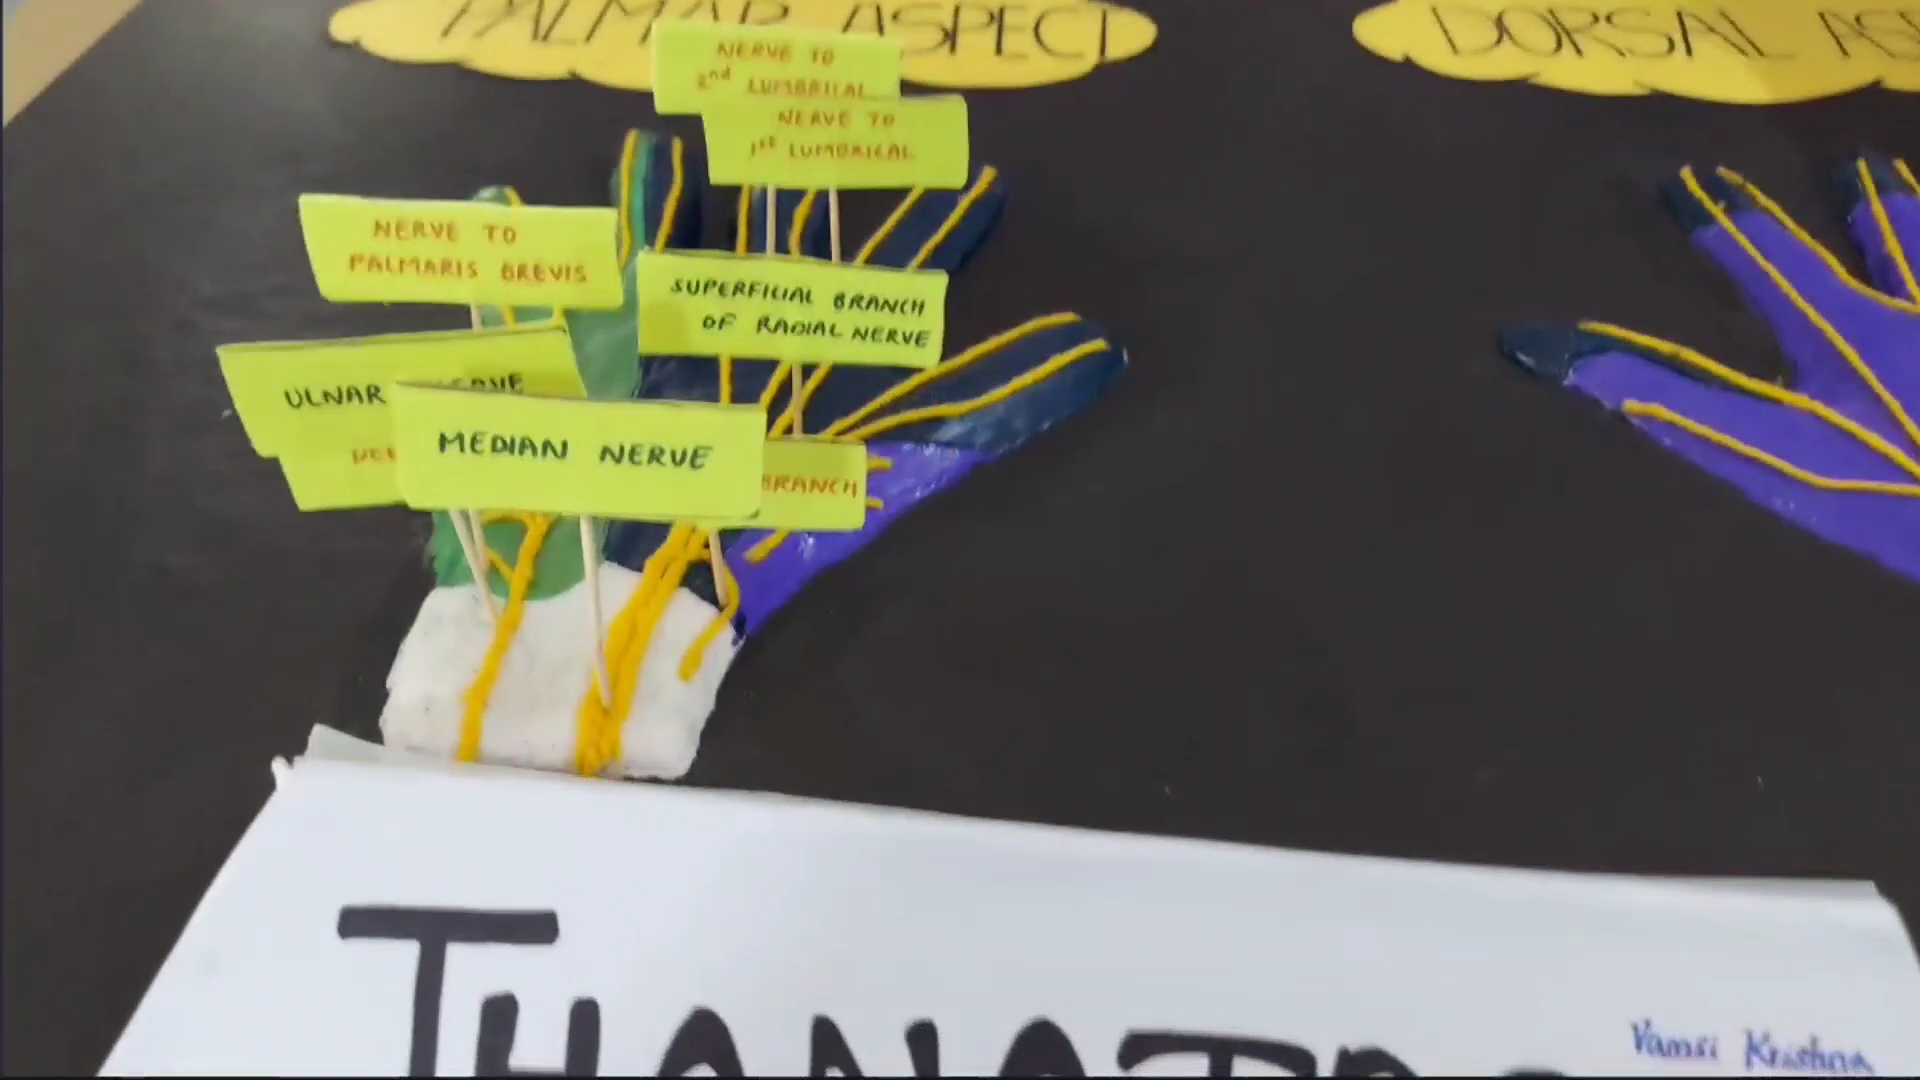 PALMAR ASPECT
DORSAL
NERVE TO
2nd LUMBRICAL
NERVE TO
1st LUMBRICAL
NERVE TO
PALMARIS BREVIS
SUPERFICIAL BRANCH
OF RADIAL NERVE
ULNAR
MEDIAN NERVE
BRANCH
Vamsi Krishna